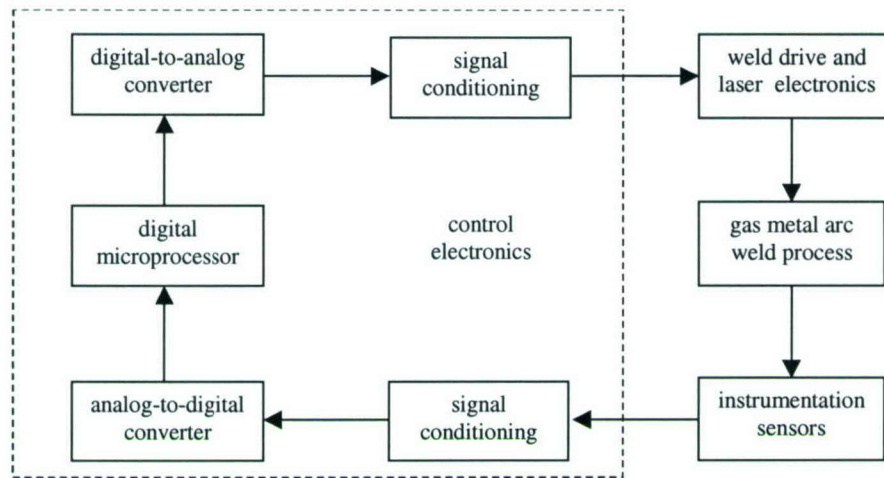 digital-to-analog
converter
signal
conditioning
weld drive and
laser electronics
digital
microprocessor
control
electronics
gas metal arc
weld process
analog-to-digital
converter
signal
conditioning
instrumentation
sensors